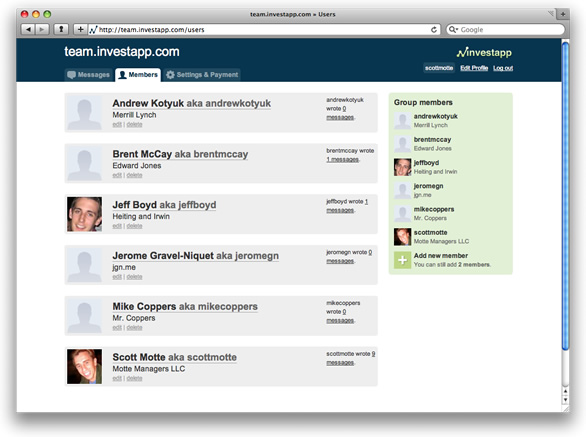 team.investapp.com » Users
http://team.investapp.com/users
Google
team.investapp.com
investapp
scottmotte Edit Profile Log out
Messages Members Settings & Payment
Andrew Kotyuk aka andrewkotyuk
Merrill Lynch
edit | delete
andrewkotyuk
wrote 0
messages.
Brent McCay aka brentmccay
Edward Jones
edit | delete
brentmccay wrote
1 messages.
Jeff Boyd aka jeffboyd
Heiting and Irwin
edit | delete
jeffboyd wrote 1
messages.
Jerome Gravel-Niquet aka jeromegn
jgn.me
edit | delete
jeromegn wrote 0
messages.
Mike Coppers aka mikecoppers
Mr. Coppers
edit | delete
mikecoppers
wrote 0
messages.
Scott Motte aka scottmotte
Motte Managers LLC
edit | delete
scottmotte wrote 9
messages.
Group members
andrewkotyuk
Merrill Lynch
brentmccay
Edward Jones
jeffboyd
Heiting and Irwin
jeromegn
jgn.me
mikecoppers
Mr. Coppers
scottmotte
Motte Managers LLC
Add new member
You can still add 2 members.